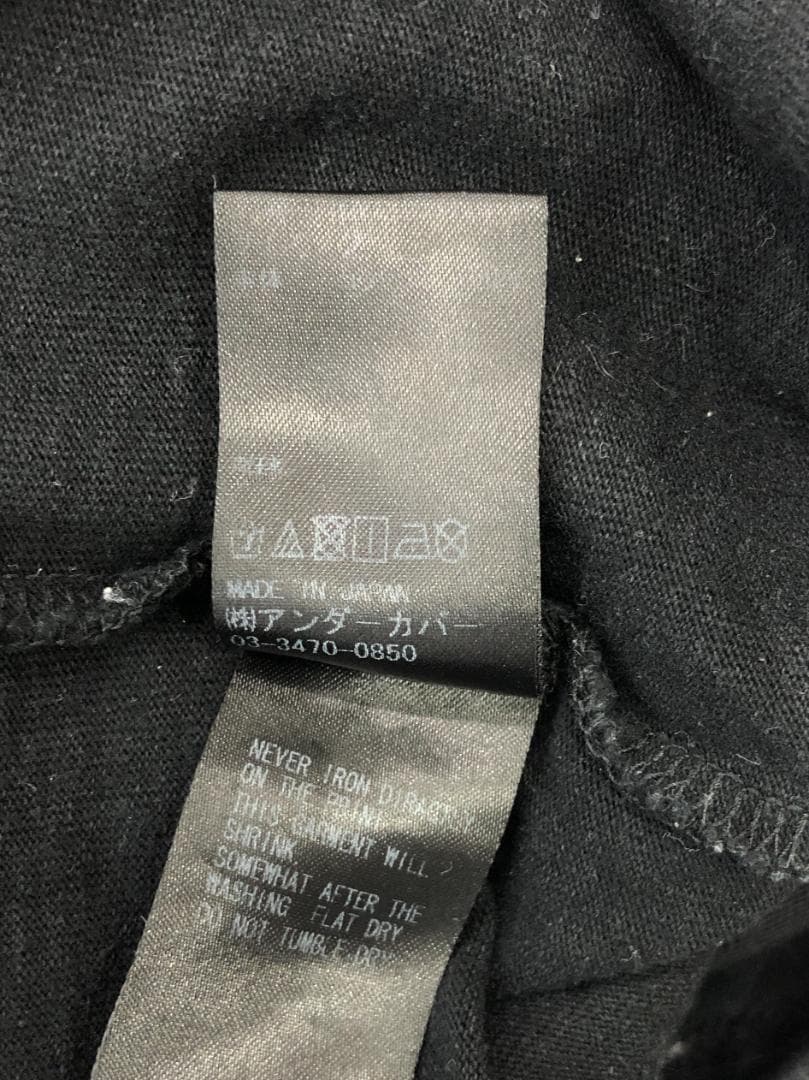 MADE IN JAPAN
(株)アンダーカバー
03-3470-0850
NEVER IRON
ON THE PRINT
THIS GARMENT WILL
SHRINK
SOMEWHAT AFTER THE
WASHING FLAT DRY
DO NOT TUMBLE DRY